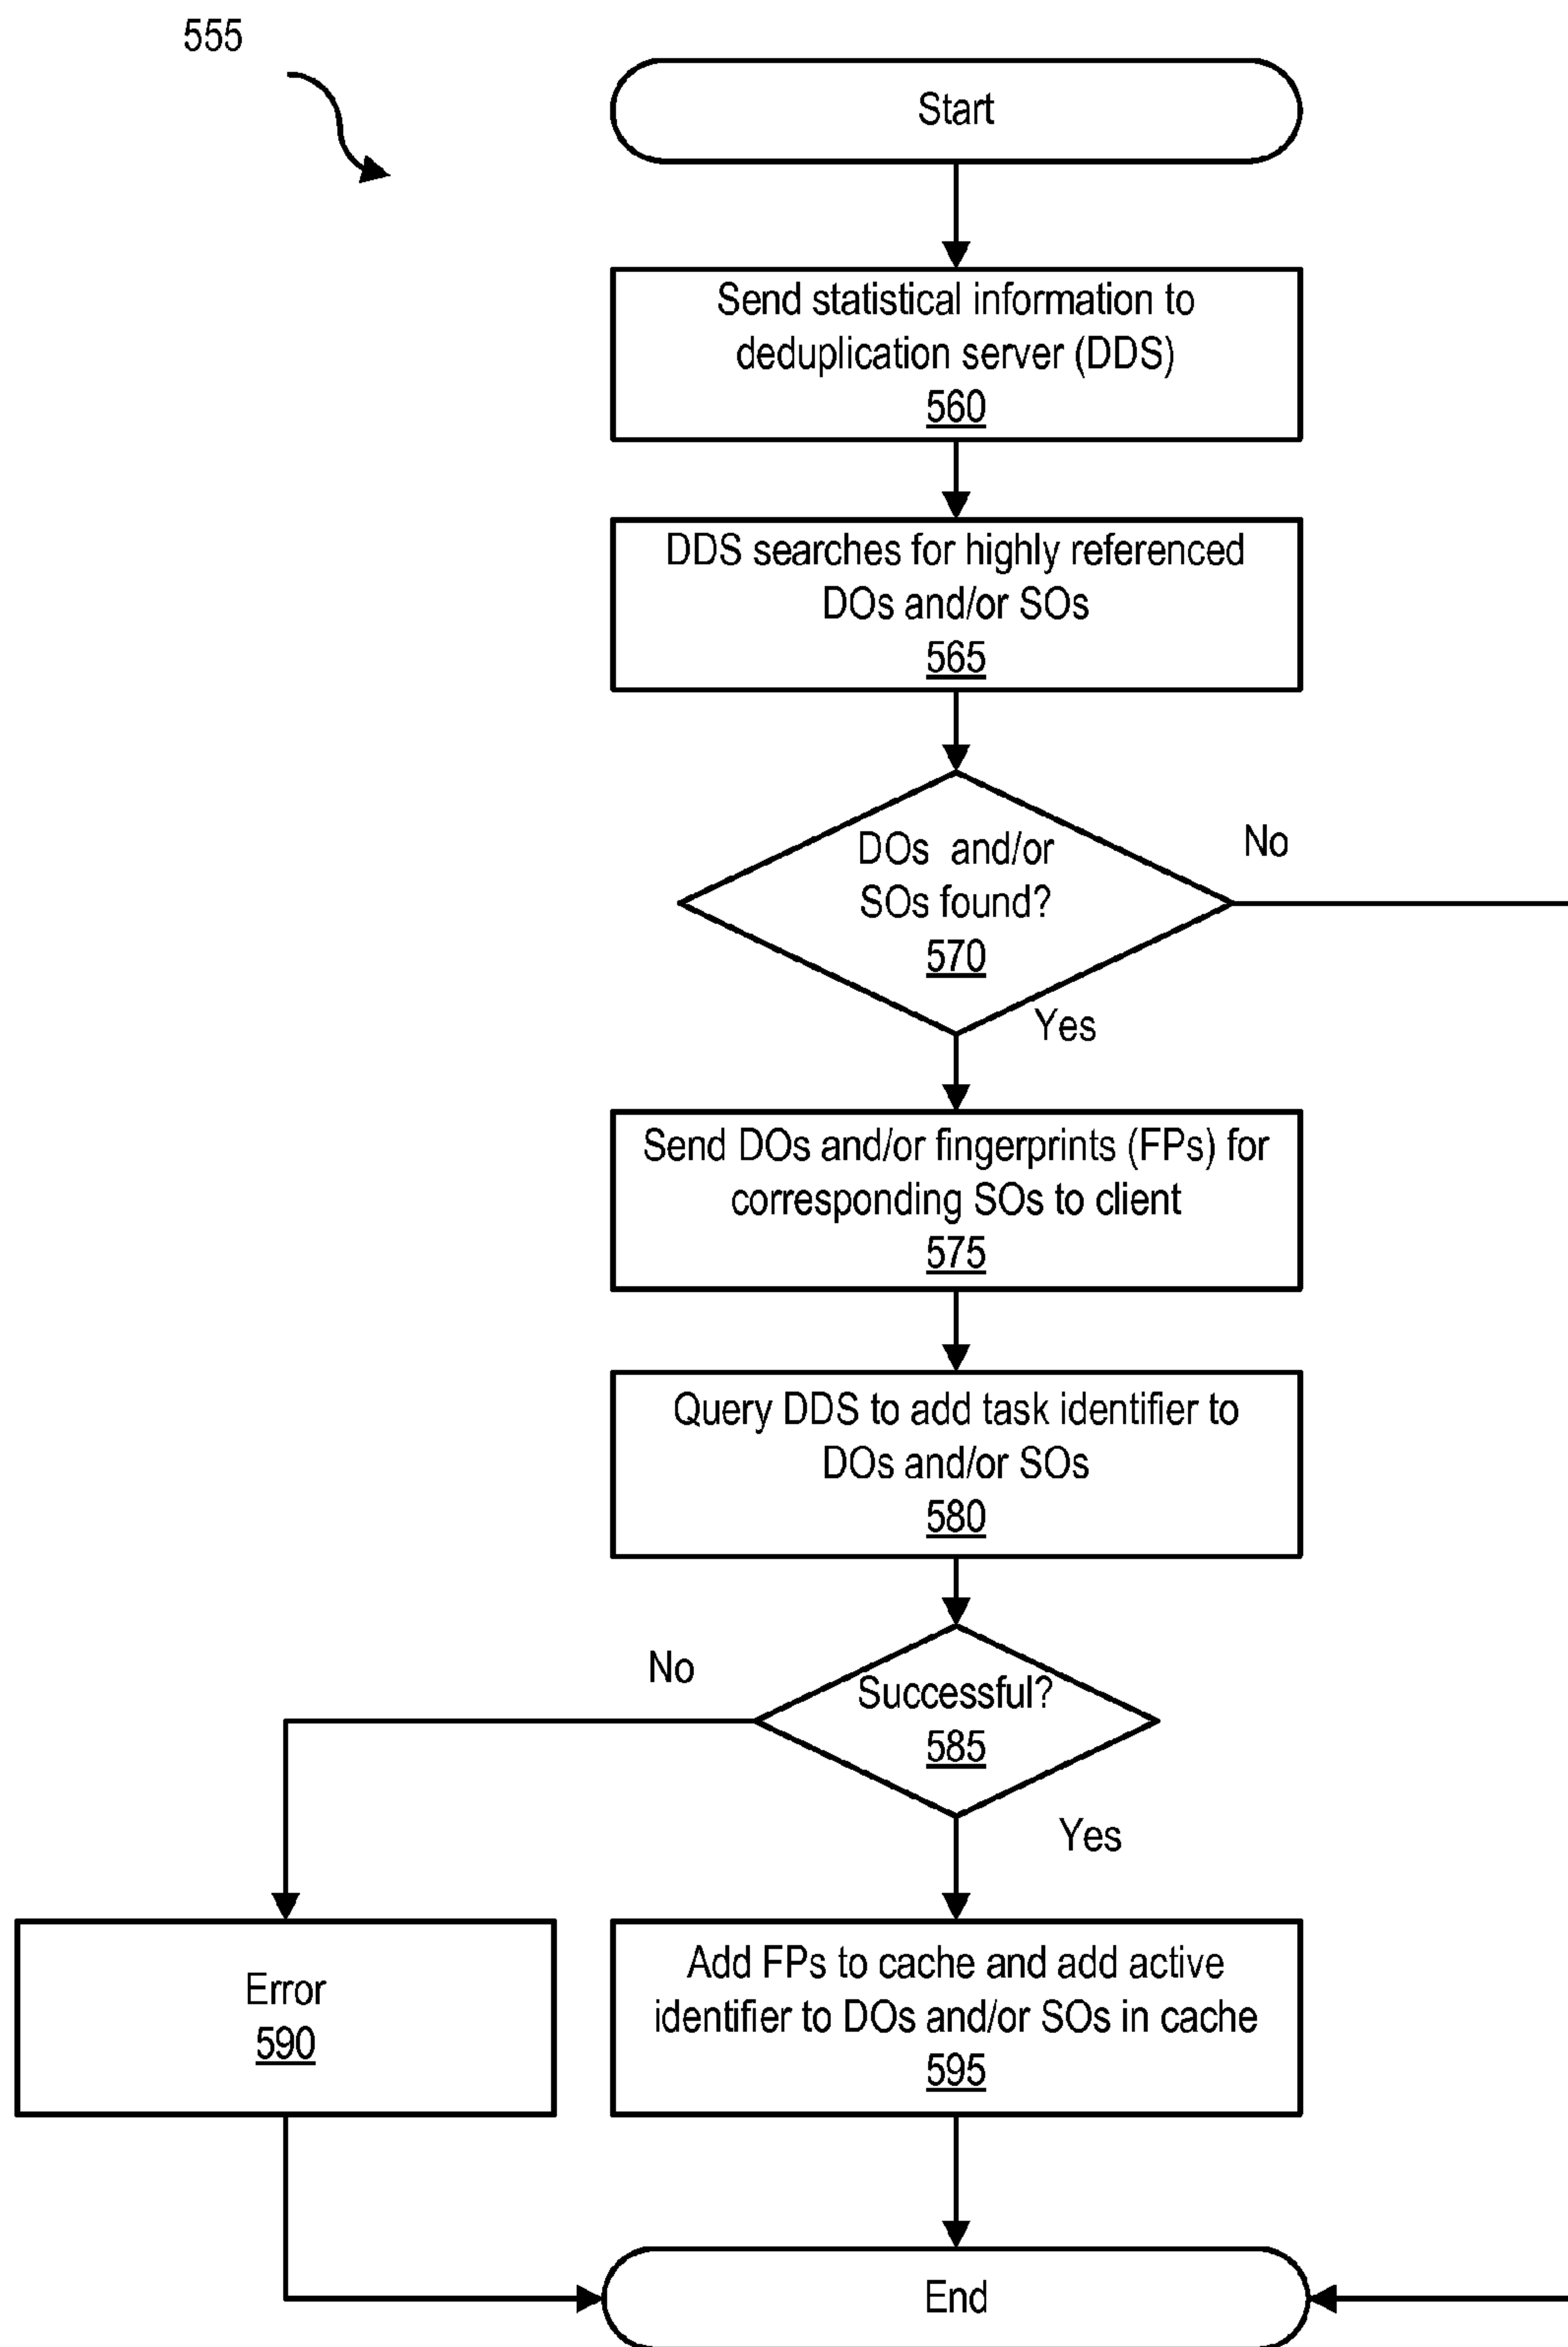 555
Start
Send statistical information to
deduplication server (DDS)
560
DDS searches for highly referenced
DOs and/or SOs
565
DOs and/or
SOs found?
570
No
Yes
Send DOs and/or fingerprints (FPs) for
corresponding SOs to client
575
Query DDS to add task identifier to
DOs and/or SOs
580
No
Successful?
585
Yes
Error
590
Add FPs to cache and add active
identifier to DOs and/or SOs in cache
595
End